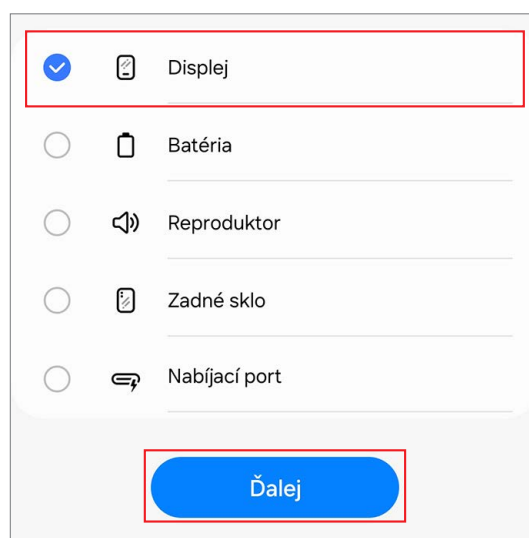 Displej
Batéria
Reproduktor
Zadné sklo
Nabíjací port
Ďalej